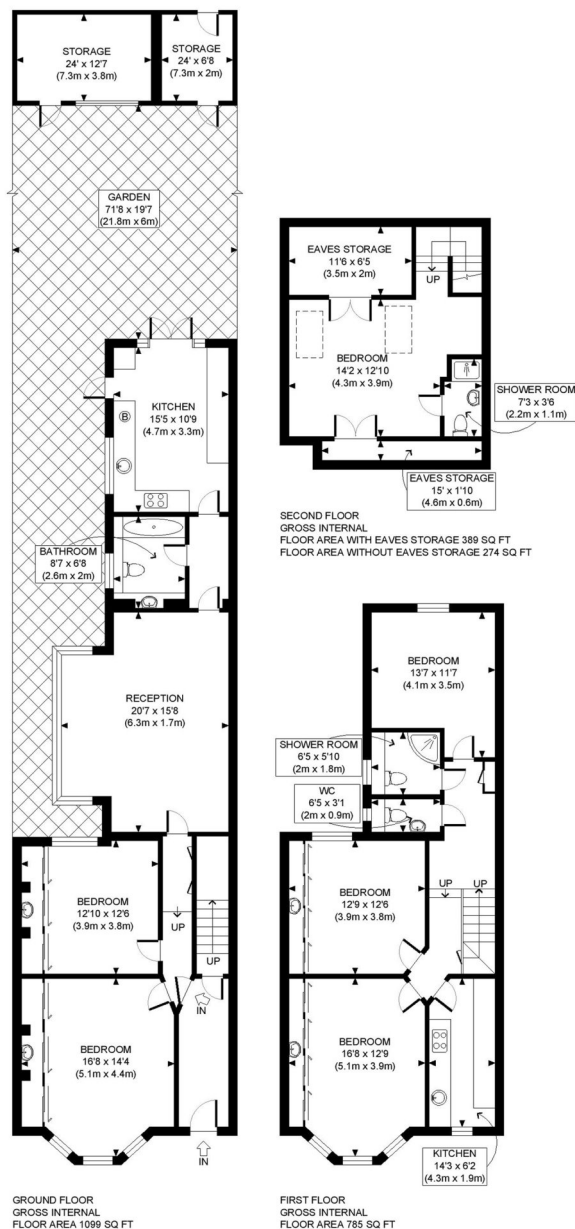 STORAGE
24' x 12'7
(7.3m x 3.8m)
STORAGE
24' x 6'8
(7.3m x 2m)
GARDEN
71'8 x 19'7
(21.8m x 6m)
KITCHEN
15'5 x 10'9
(4.7m x 3.3m)
B
BATHROOM
8'7 x 6'8
(2.6m x 2m)
RECEPTION
20'7 x 15'8
(6.3m x 1.7m)
BEDROOM
12'10 x 12'6
(3.9m x 3.8m)
UP
UP
IN
BEDROOM
16'8 x 14'4
(5.1m x 4.4m)
IN
GROUND FLOOR
GROSS INTERNAL
FLOOR AREA 1099 SQ FT
EAVES STORAGE
11'6 x 6'5
(3.5m x 2m)
UP
BEDROOM
14'2 x 12'10
(4.3m x 3.9m)
SHOWER ROOM
7'3 x 3'6
(2.2m x 1.1m)
EAVES STORAGE
15' x 1'10
(4.6m x 0.6m)
SECOND FLOOR
GROSS INTERNAL
FLOOR AREA WITH EAVES STORAGE 389 SQ FT
FLOOR AREA WITHOUT EAVES STORAGE 274 SQ FT
BEDROOM
13'7 x 11'7
(4.1m x 3.5m)
SHOWER ROOM
6'5 x 5'10
(2m x 1.8m)
WC
6'5 x 3'1
(2m x 0.9m)
UP
UP
BEDROOM
12'9 x 12'6
(3.9m x 3.8m)
BEDROOM
16'8 x 12'9
(5.1m x 3.9m)
KITCHEN
14'3 x 6'2
(4.3m x 1.9m)
FIRST FLOOR
GROSS INTERNAL
FLOOR AREA 785 SQ FT